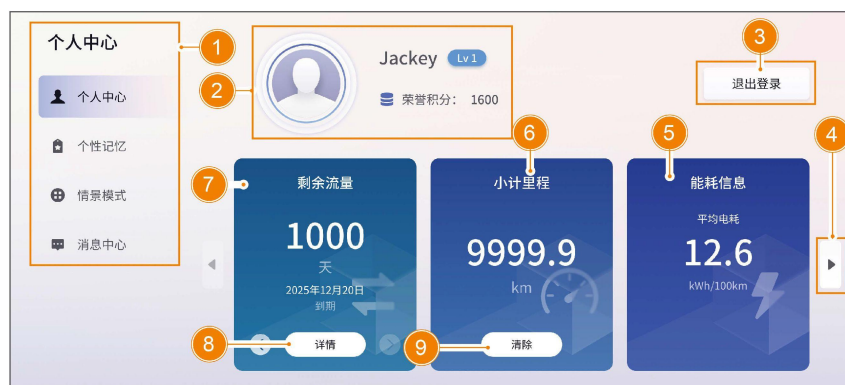 个人中心
1
个人中心
个性记忆
情景模式
消息中心
2
Jackey Lv 1
荣誉积分： 1600
3
退出登录
4
5
能耗信息
平均电耗
12.6
kWh/100km
6
小计里程
9999.9
km
7
剩余流量
1000
天
2025年12月20日
到期
8
详情
9
清除